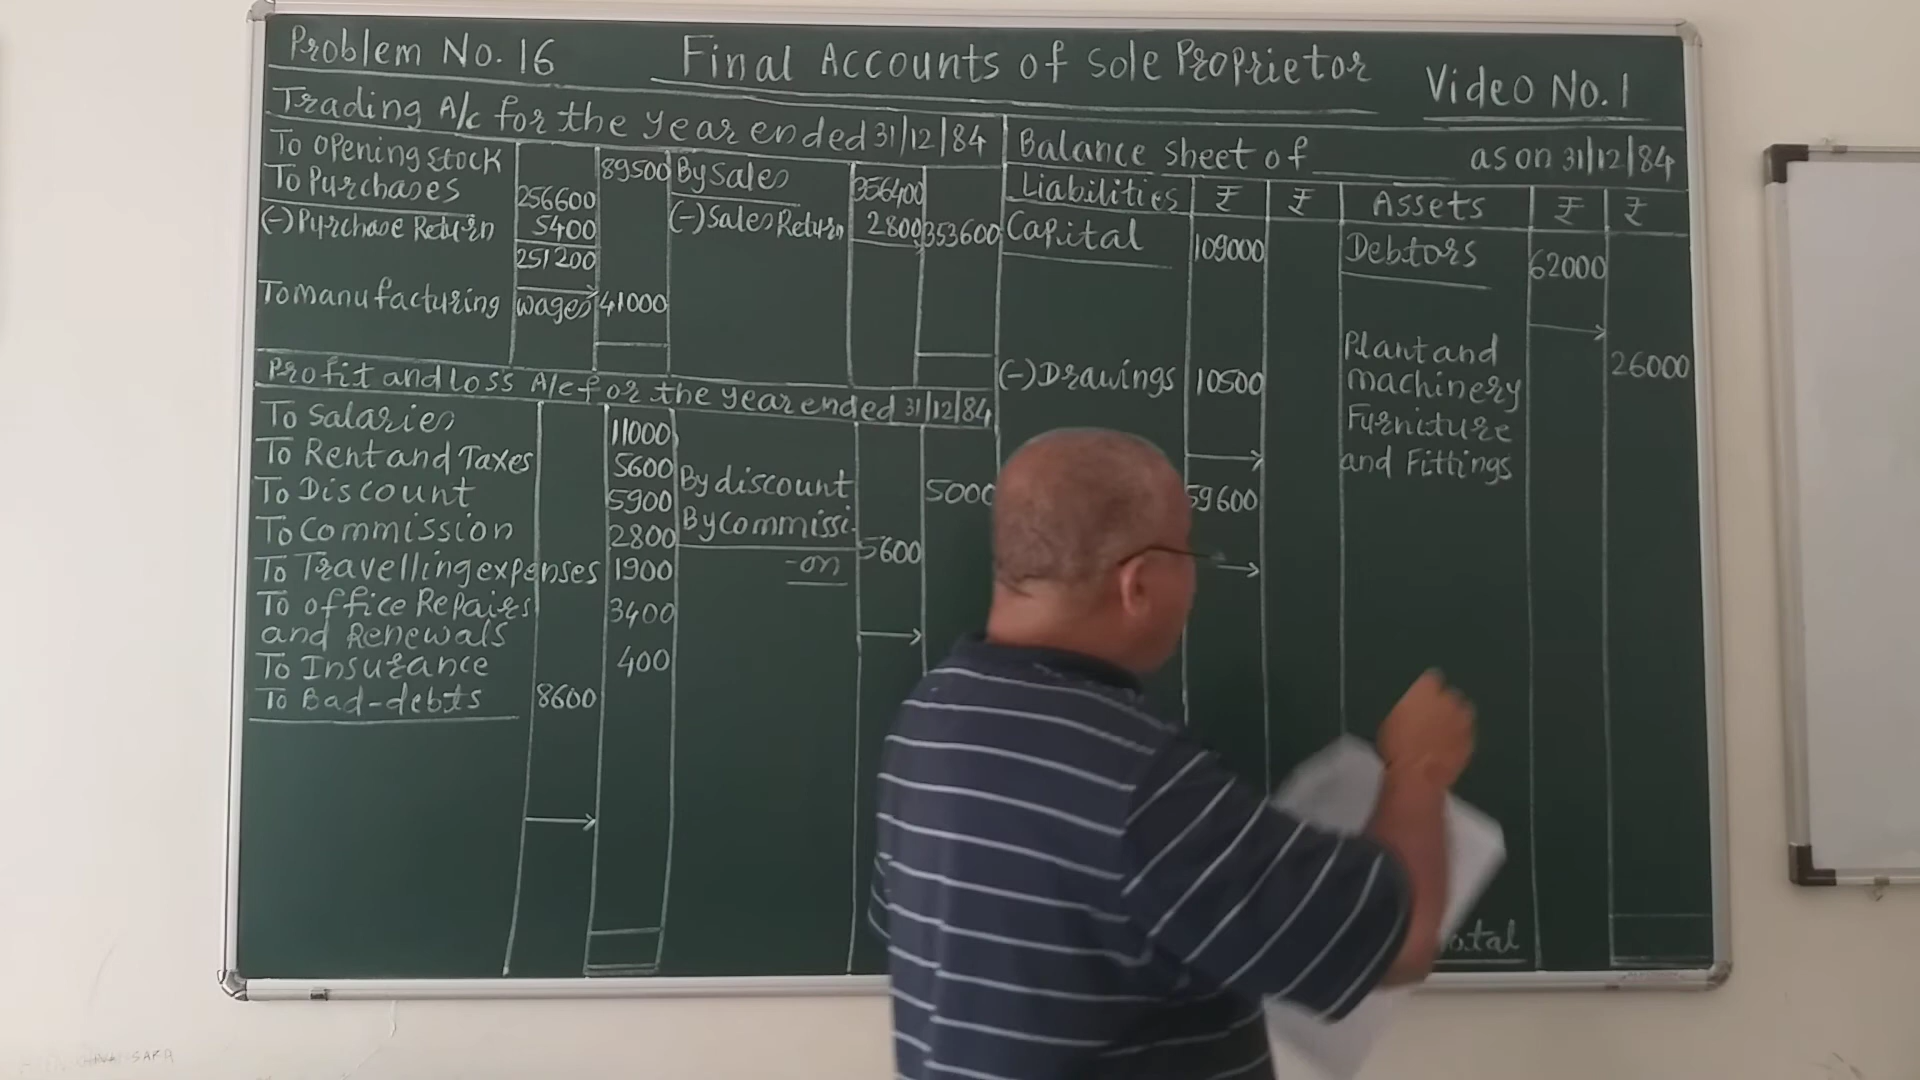 Problem No. 16
Final Accounts of Sole Proprietor
Video No. 1
Trading A/c for the year ended 31/12/84
To Opening Stock 89500
To Purchases 256600
(-) Purchase Return 5400
251200
To manufacturing wages 41000
By Sales 356400
(-) Sales Return 2800 353600
Profit and Loss A/c for the year ended 31/12/84
To Salaries 11000
To Rent and Taxes 5600
To Discount 5900
To Commission 2800
To Travelling expenses 1900
To Office Repairs 3400
and Renewals
To Insurance 400
To Bad-debts 8600
By discount 5000
By Commissi
-on 5600
Balance Sheet of as on 31/12/84
Liabilities ₹ ₹ Assets ₹ ₹
Capital 109000
(-) Drawings 10500
59600
Debtors 62000
Plant and
machinery 26000
Furniture
and Fittings